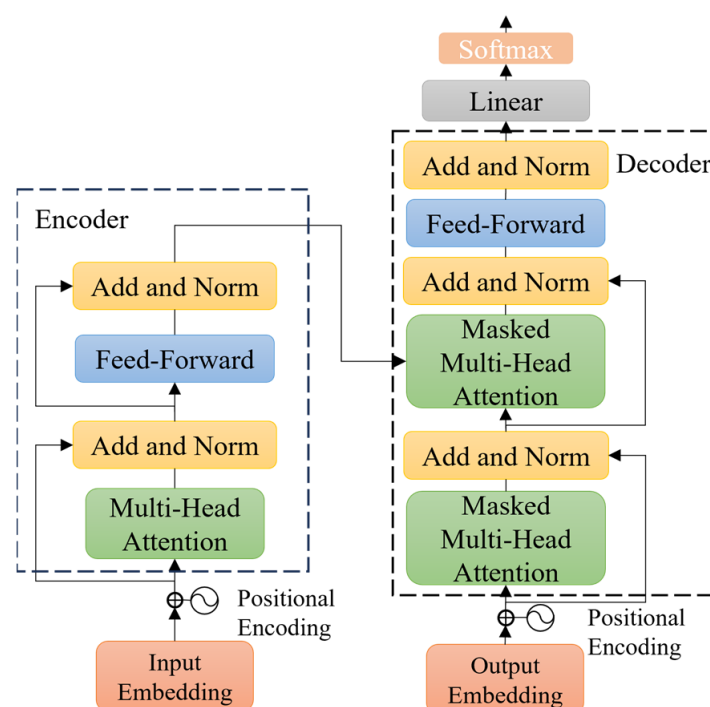 Softmax
Linear
Add and Norm
Decoder
Feed-Forward
Add and Norm
Masked
Multi-Head
Attention
Add and Norm
Masked
Multi-Head
Attention
Positional
Encoding
Output
Embedding
Encoder
Add and Norm
Feed-Forward
Add and Norm
Multi-Head
Attention
Positional
Encoding
Input
Embedding